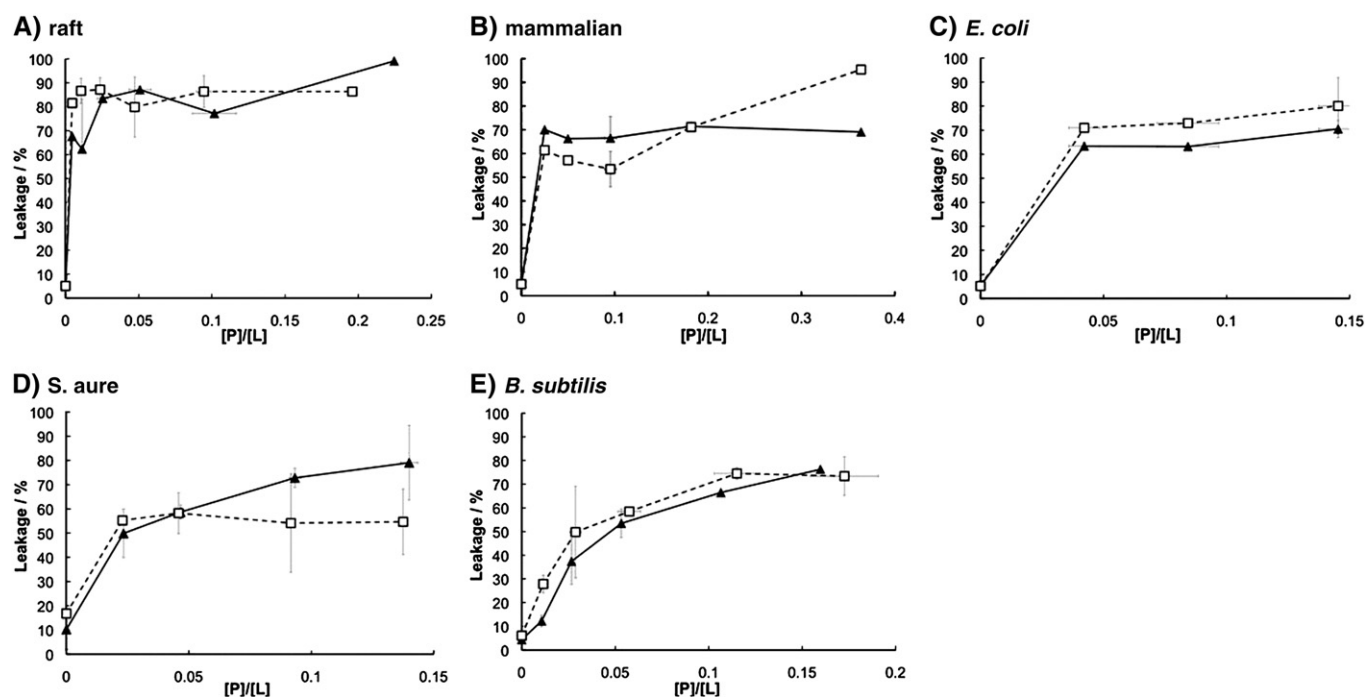 A) raft
100
90
80
70
60
50
40
30
20
10
0
Leakage / %
0 0.05 0.1 0.15 0.2 0.25
[P]/[L]
B) mammalian
100
90
80
70
60
50
40
30
20
10
0
Leakage / %
0 0.1 0.2 0.3 0.4
[P]/[L]
C) E. coli
100
90
80
70
60
50
40
30
20
10
0
Leakage / %
0 0.05 0.1 0.15
[P]/[L]
D) S. aure
100
90
80
70
60
50
40
30
20
10
0
Leakage / %
0 0.05 0.1 0.15
[P]/[L]
E) B. subtilis
100
90
80
70
60
50
40
30
20
10
0
Leakage / %
0 0.05 0.1 0.15 0.2
[P]/[L]